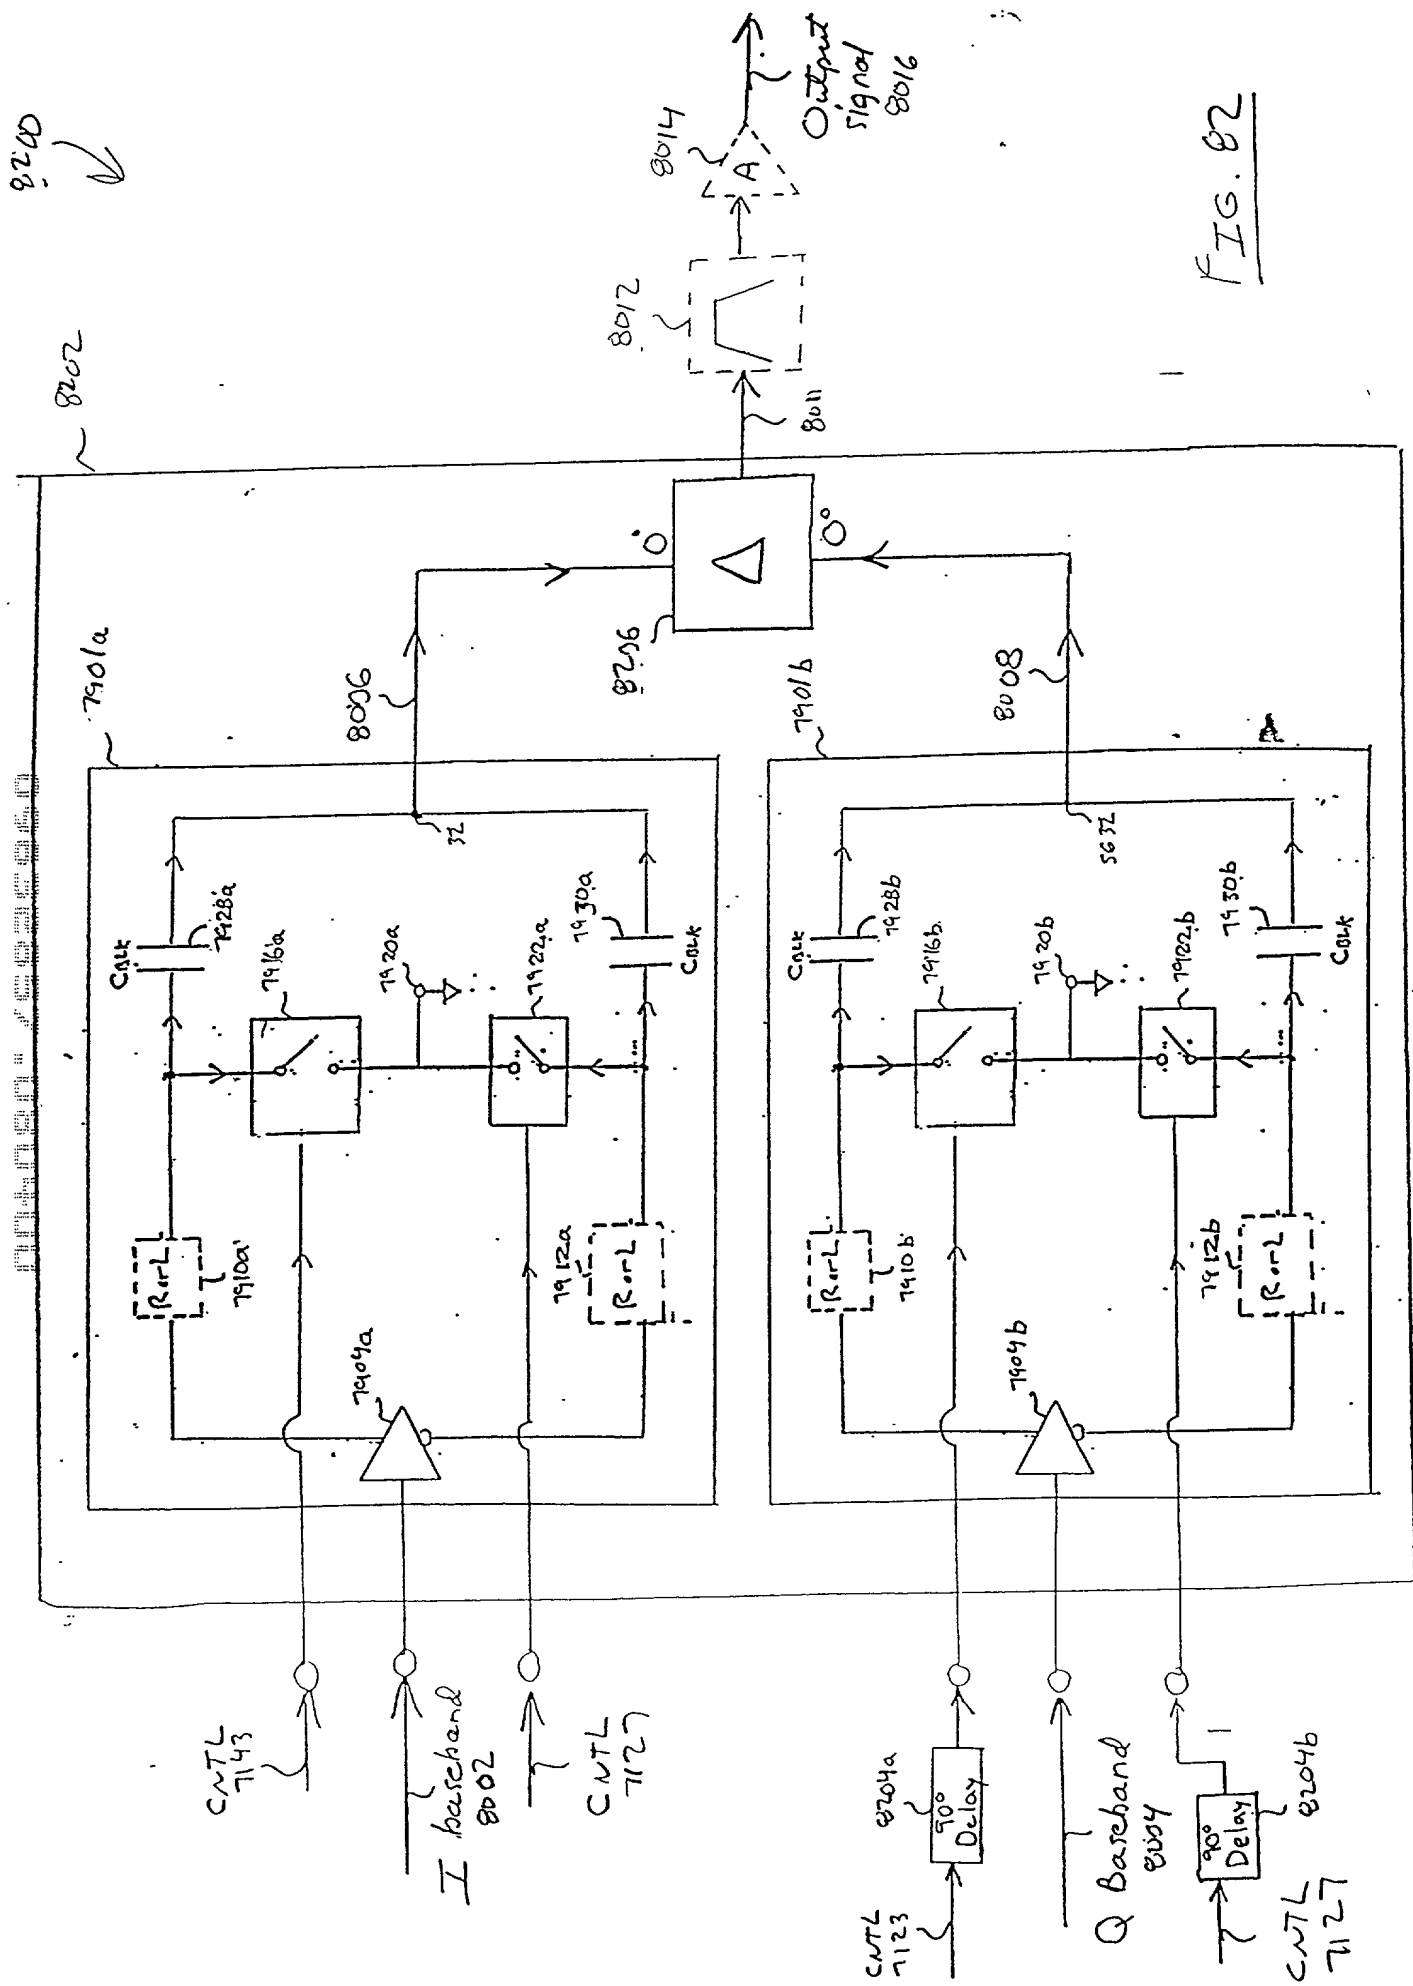 8200
8202
7901a
CBLK
7928a
7910a
R or L
7916a
7920a
7922a
7904a
7912a
R or L
7930a
CBLK
32
8006
CNTL
7143
I baseband
8002
CNTL
7127
0°
8206
0°
8011
8012
8014
A
Output
signal
8016
7901b
CBLK
7928b
R or L
7910b
7916b
7920b
7922b
7904b
7912b
R or L
7930b
CBLK
5632
8008
CNTL
7123
8204a
90°
Delay
Q Baseband
8004
CNTL
7127
90°
Delay
8204b
FIG. 82